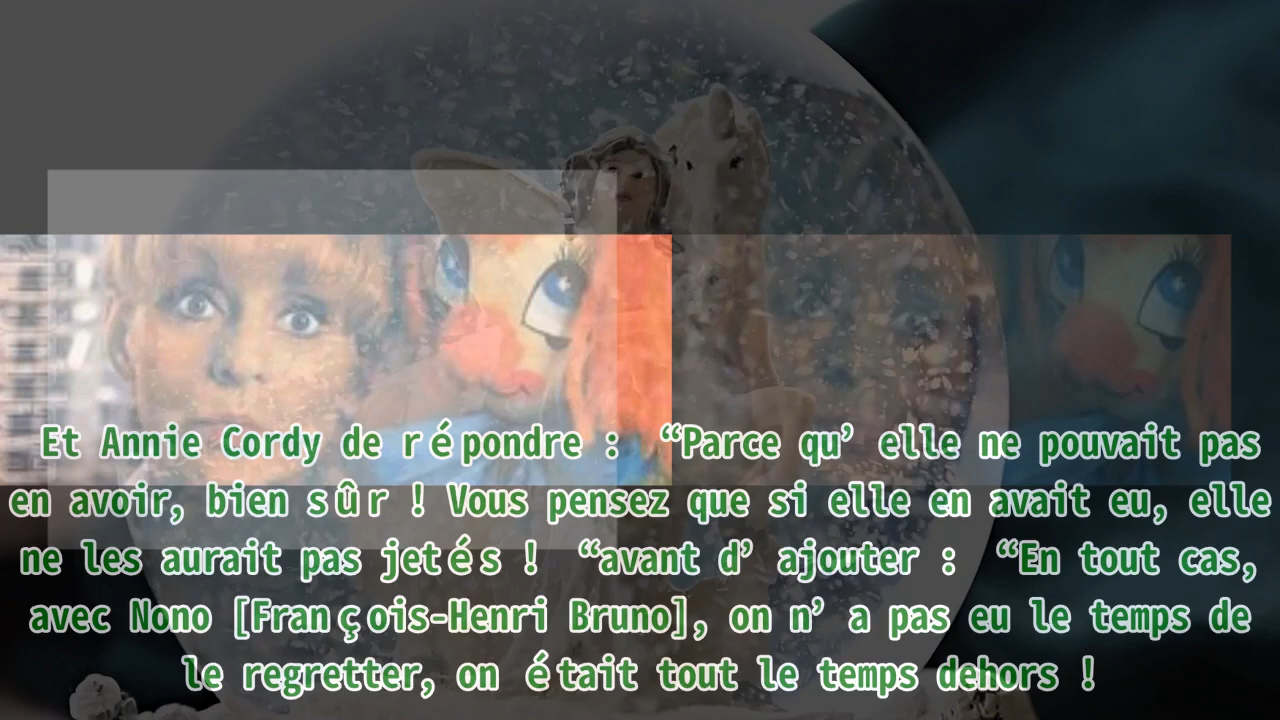 Et Annie Cordy de répondre : “Parce qu’ elle ne pouvait pas
en avoir, bien sûr ! Vous pensez que si elle en avait eu, elle
ne les aurait pas jetés ! “avant d’ ajouter : “En tout cas,
avec Nono [François-Henri Bruno], on n’ a pas eu le temps de
le regretter, on était tout le temps dehors !